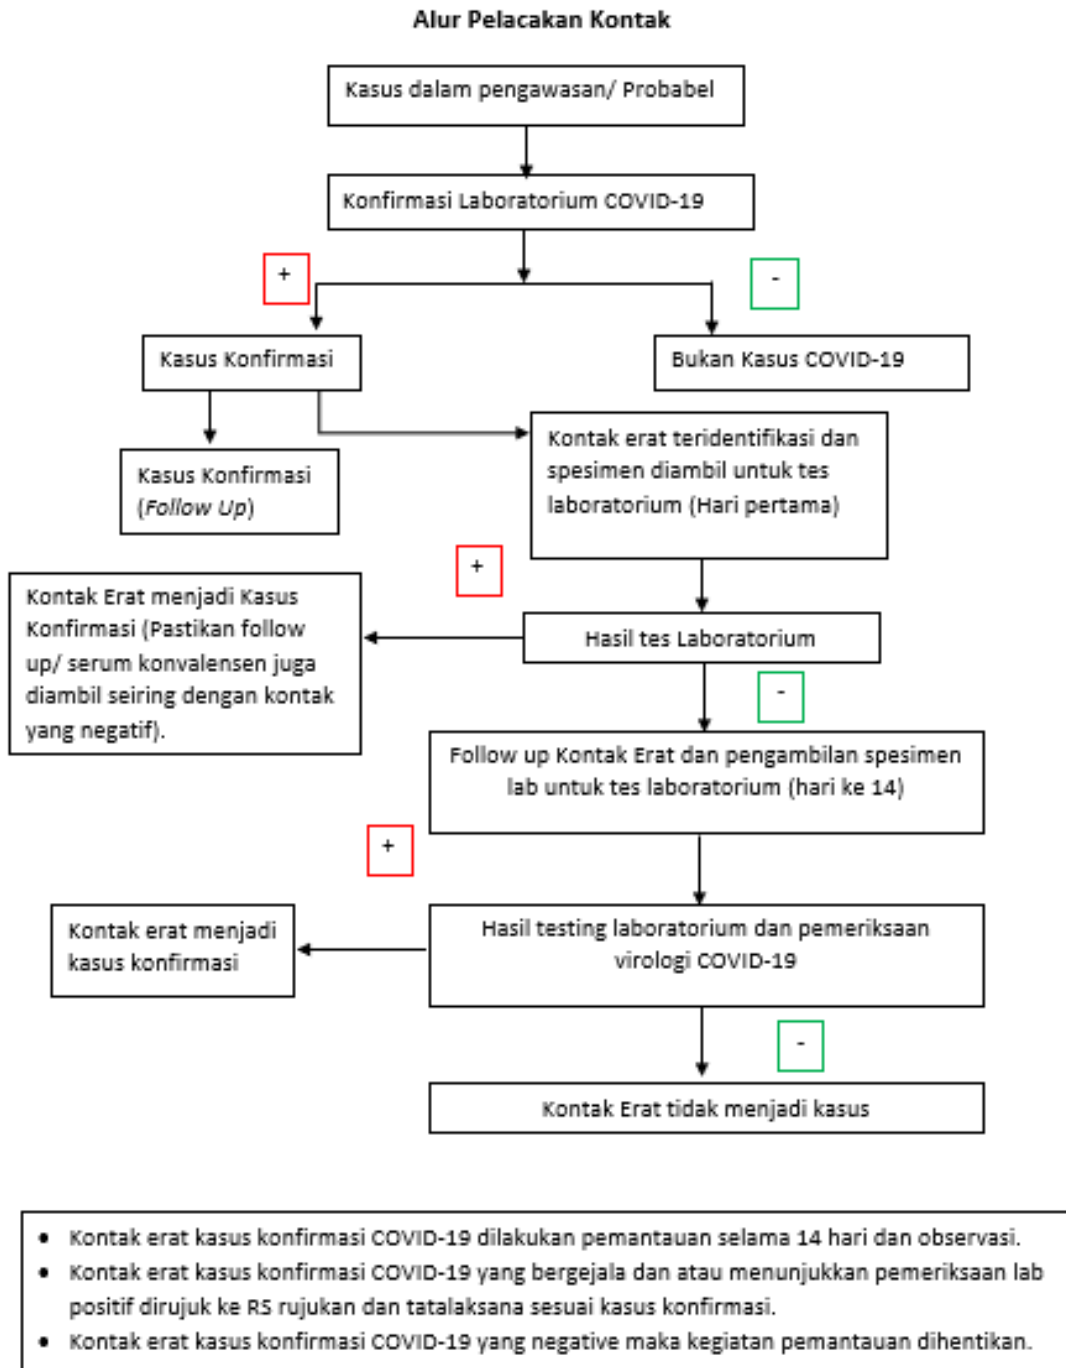 Alur Pelacakan Kontak
Kasus dalam pengawasan/ Probabel
Konfirmasi Laboratorium COVID-19
+
-
Kasus Konfirmasi
Bukan Kasus COVID-19
Kasus Konfirmasi
(Follow Up)
Kontak erat teridentifikasi dan
spesimen diambil untuk tes
laboratorium (Hari pertama)
+
Kontak Erat menjadi Kasus
Konfirmasi (Pastikan follow
up/ serum konvalensen juga
diambil seiring dengan kontak
yang negatif).
Hasil tes Laboratorium
-
Follow up Kontak Erat dan pengambilan spesimen
lab untuk tes laboratorium (hari ke 14)
+
Kontak erat menjadi
kasus konfirmasi
Hasil testing laboratorium dan pemeriksaan
virologi COVID-19
-
Kontak Erat tidak menjadi kasus
• Kontak erat kasus konfirmasi COVID-19 dilakukan pemantauan selama 14 hari dan observasi.
• Kontak erat kasus konfirmasi COVID-19 yang bergejala dan atau menunjukkan pemeriksaan lab
positif dirujuk ke RS rujukan dan tatalaksana sesuai kasus konfirmasi.
• Kontak erat kasus konfirmasi COVID-19 yang negative maka kegiatan pemantauan dihentikan.